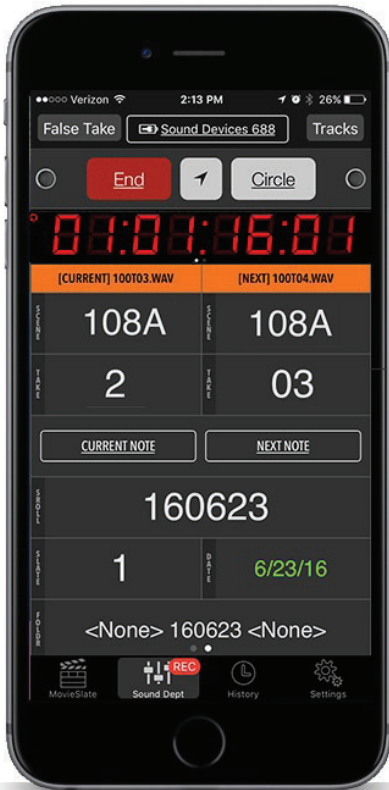 Verizon 2:13 PM 26%
False Take Sound Devices 688 Tracks
End Circle
01:01:16:01
[CURRENT] 100T03.WAV [NEXT] 100T04.WAV
SCENE 108A SCENE 108A
TAKE 2 TAKE 03
CURRENT NOTE NEXT NOTE
SROLL 160623
SLATE 1 DATE 6/23/16
FOLDR <None> 160623 <None>
REC
MovieSlate Sound Dept History Settings